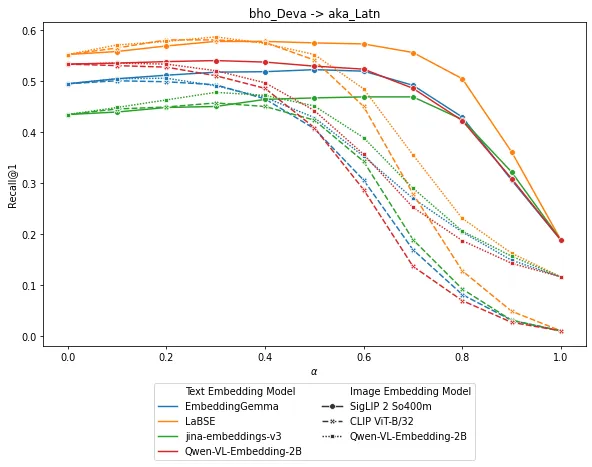 bho_Deva -> aka_Latn
Recall@1
0.6
0.5
0.4
0.3
0.2
0.1
0.0
0.0 0.2 0.4 0.6 0.8 1.0
α
Text Embedding Model Image Embedding Model
EmbeddingGemma SigLIP 2 So400m
LaBSE CLIP ViT-B/32
jina-embeddings-v3 Qwen-VL-Embedding-2B
Qwen-VL-Embedding-2B